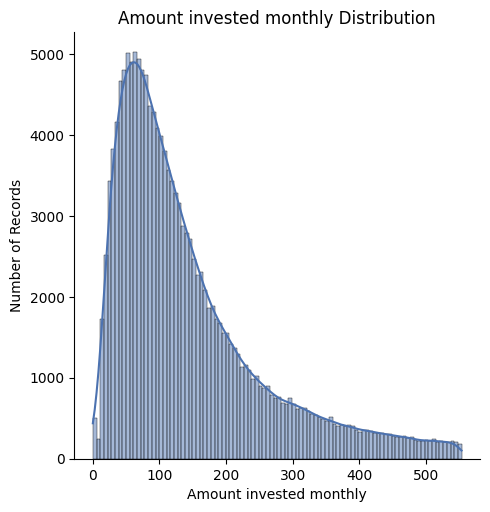 Amount invested monthly Distribution
5000
4000
3000
2000
1000
0
Number of Records
0 100 200 300 400 500
Amount invested monthly